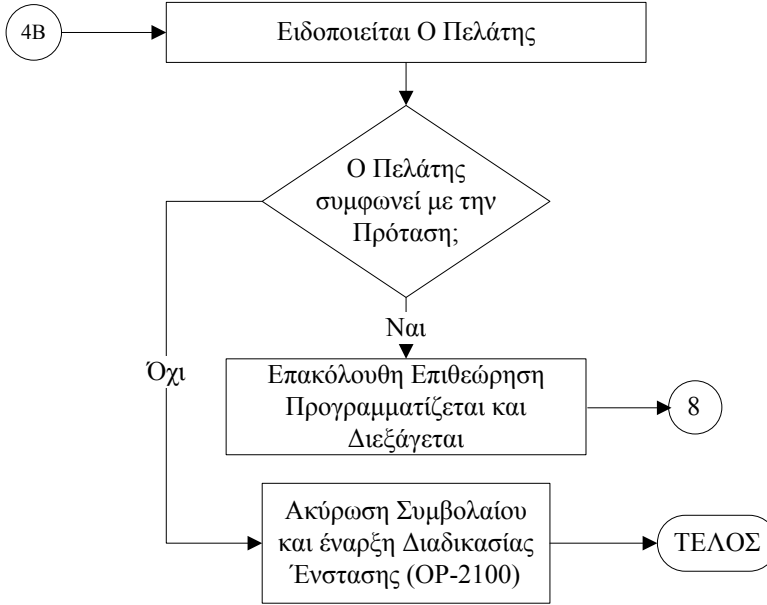 4B
Ειδοποιείται Ο Πελάτης
Ο Πελάτης
συμφωνεί με την
Πρόταση;
Ναι
Όχι
Επακόλουθη Επιθεώρηση
Προγραμματίζεται και
Διεξάγεται
8
Ακύρωση Συμβολαίου
και έναρξη Διαδικασίας
Ένστασης (OP-2100)
ΤΕΛΟΣ